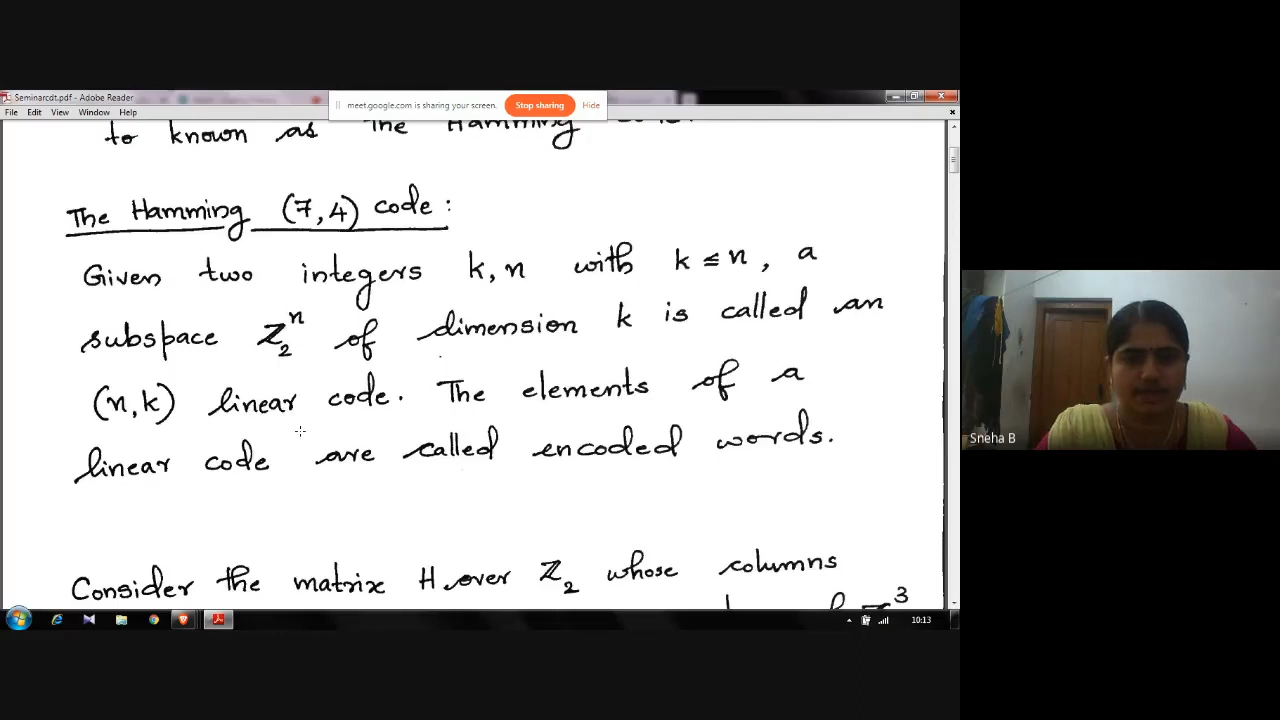 Seminarcdt.pdf - Adobe Reader
File Edit View Window Help
meet.google.com is sharing your screen. Stop sharing Hide
to known as The Hamming
The Hamming (7,4) code:
Given two integers k, n with k ≤ n, a
subspace Z₂ⁿ of dimension k is called an
(n,k) linear code. The elements of a
linear code are called encoded words.
Consider the matrix H over Z₂ whose columns
3
Sneha B
10:13